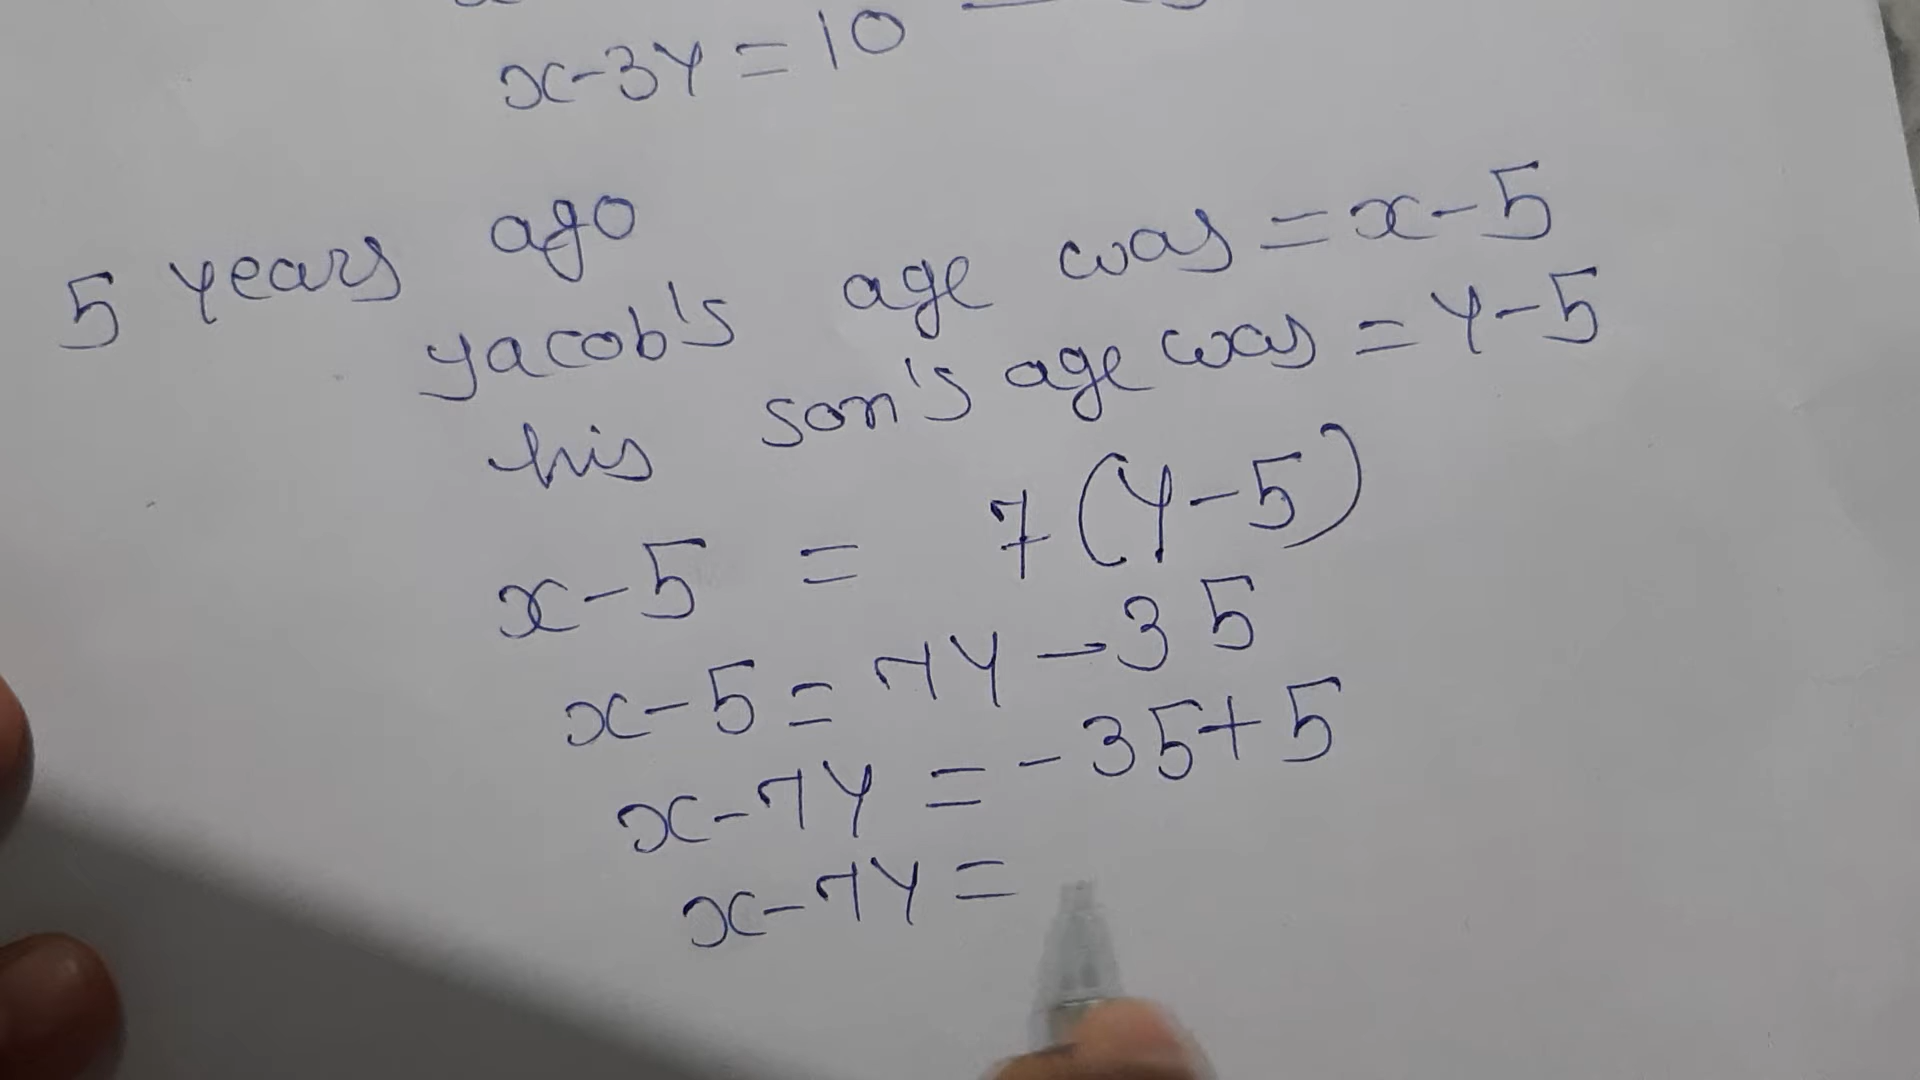 x-3y=10
5 years ago
yacob's age was = x-5
his son's age was = y-5
x-5 = 7(y-5)
x-5=7y-35
x-7y=-35+5
x-7y=